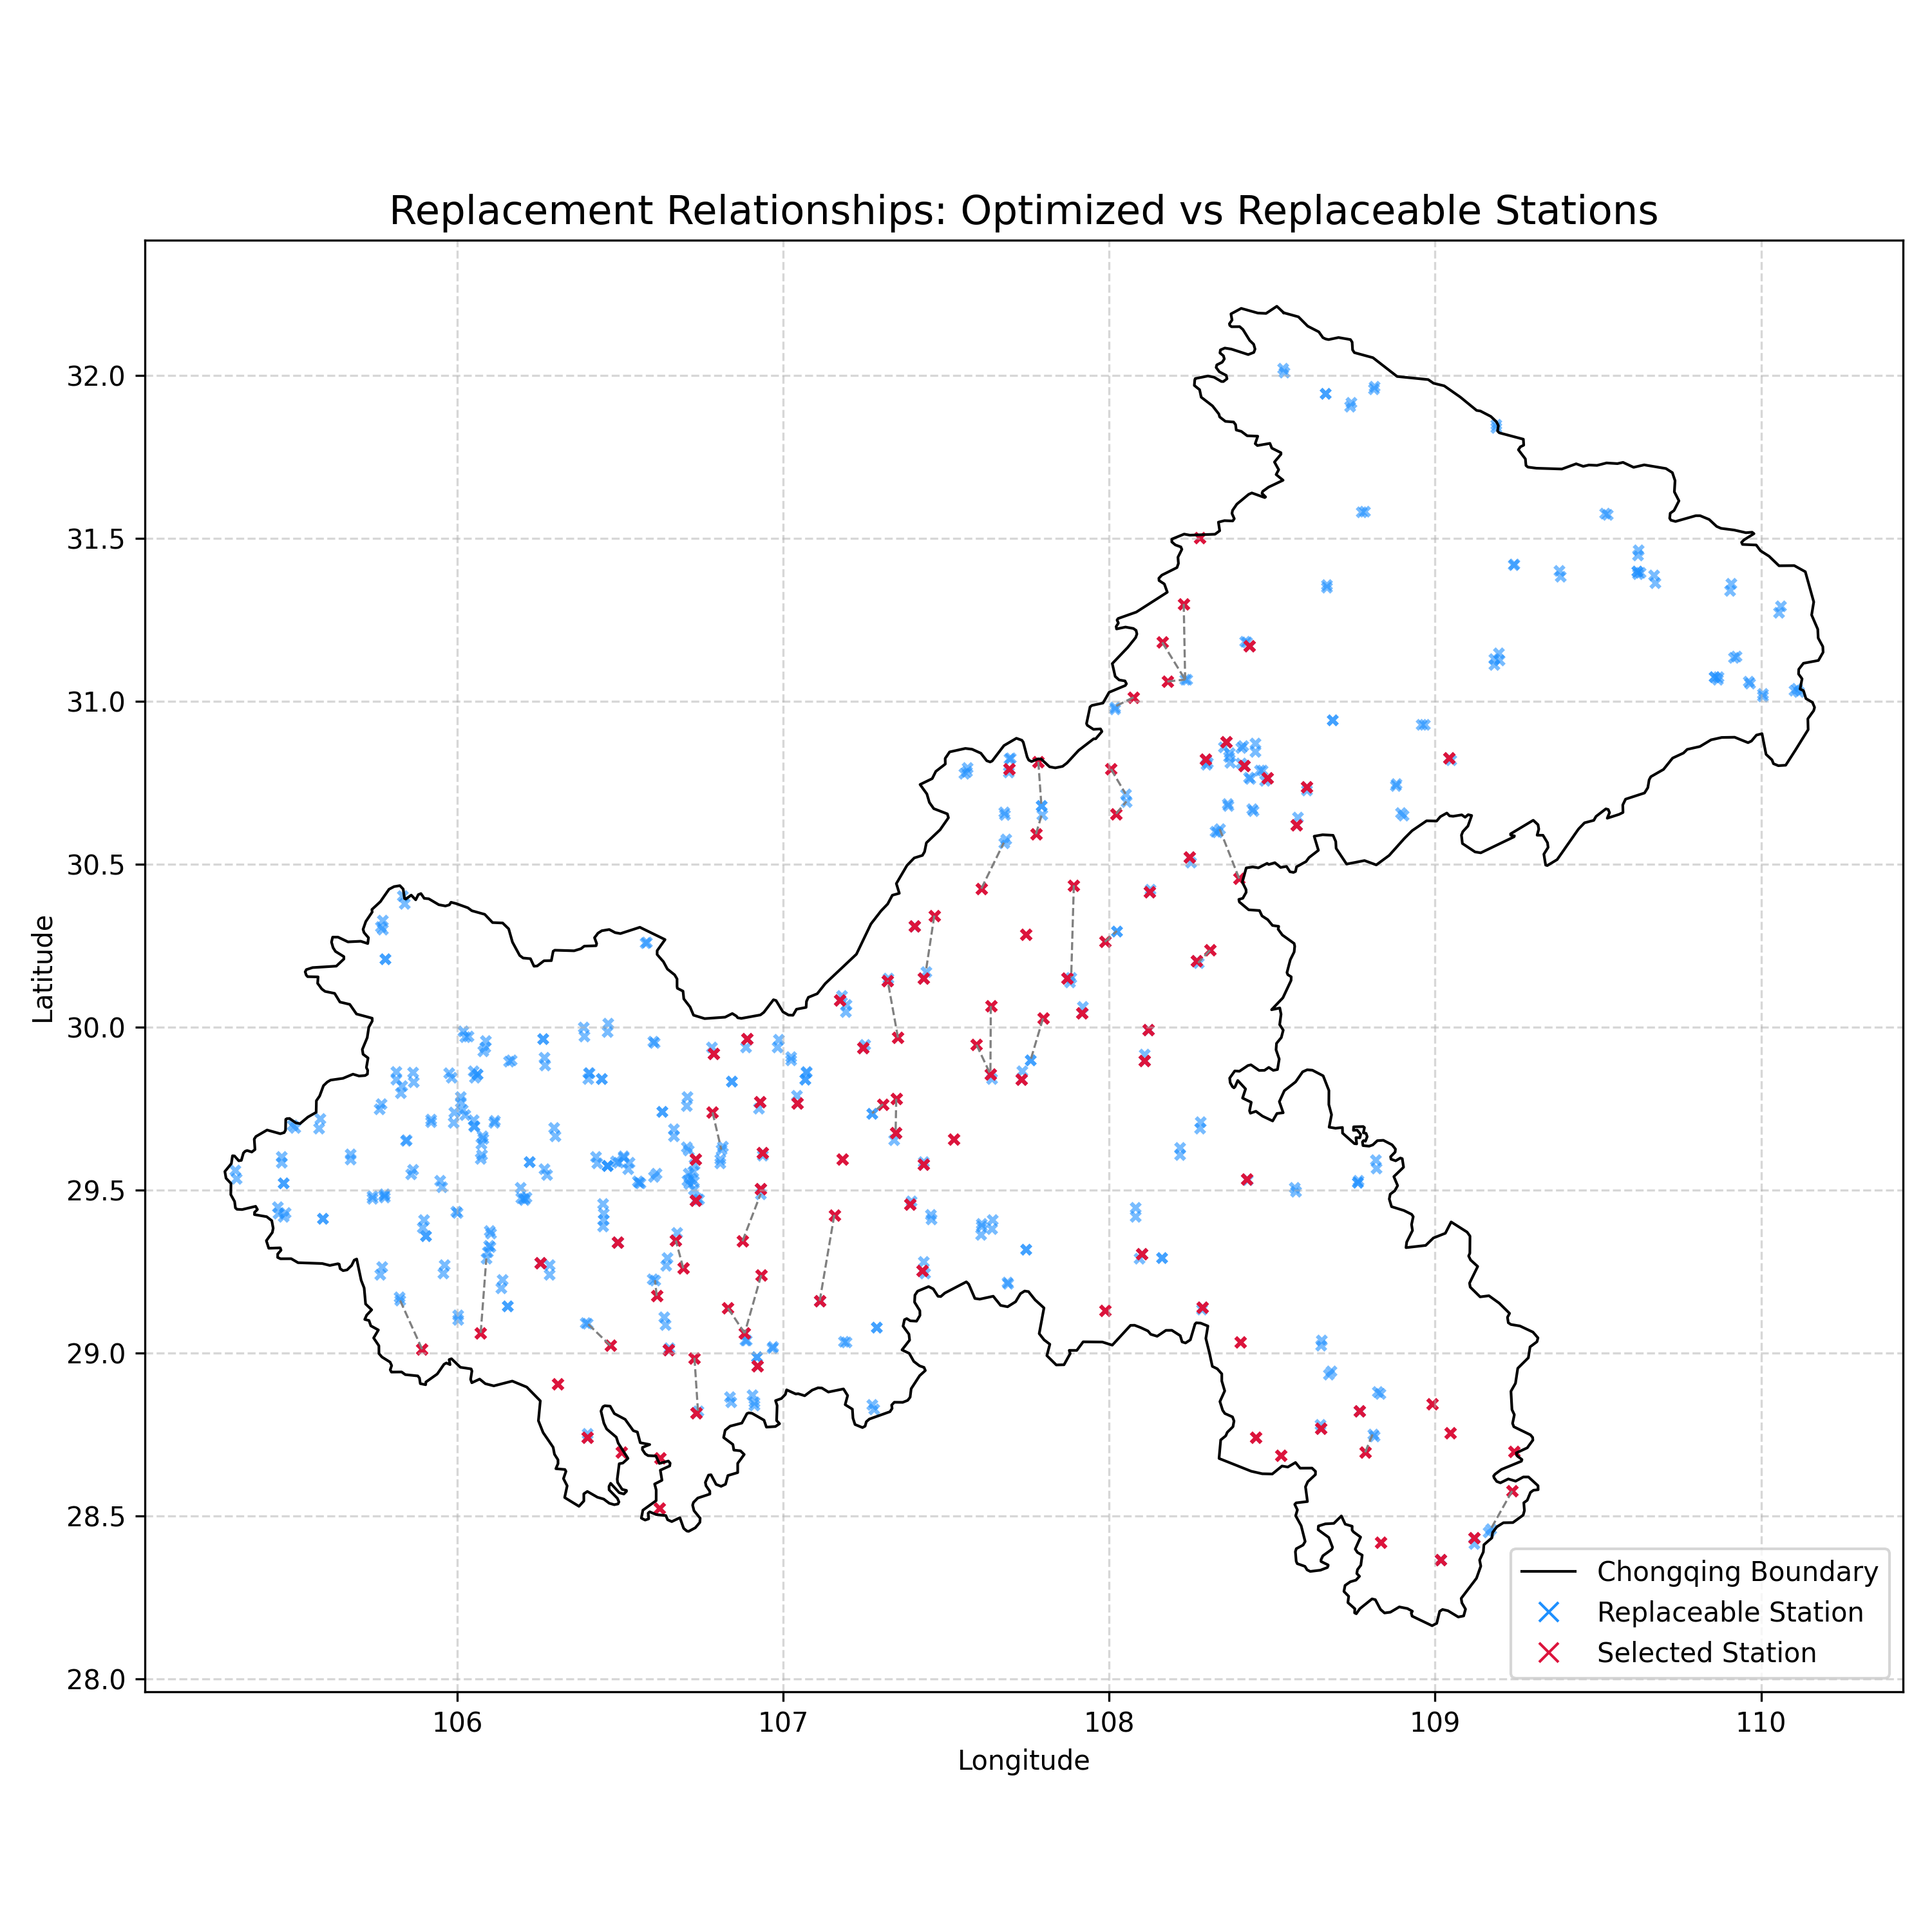 Replacement Relationships: Optimized vs Replaceable Stations
Latitude
32.0
31.5
31.0
30.5
30.0
29.5
29.0
28.5
28.0
106
107
108
109
110
Longitude
Chongqing Boundary
Replaceable Station
Selected Station